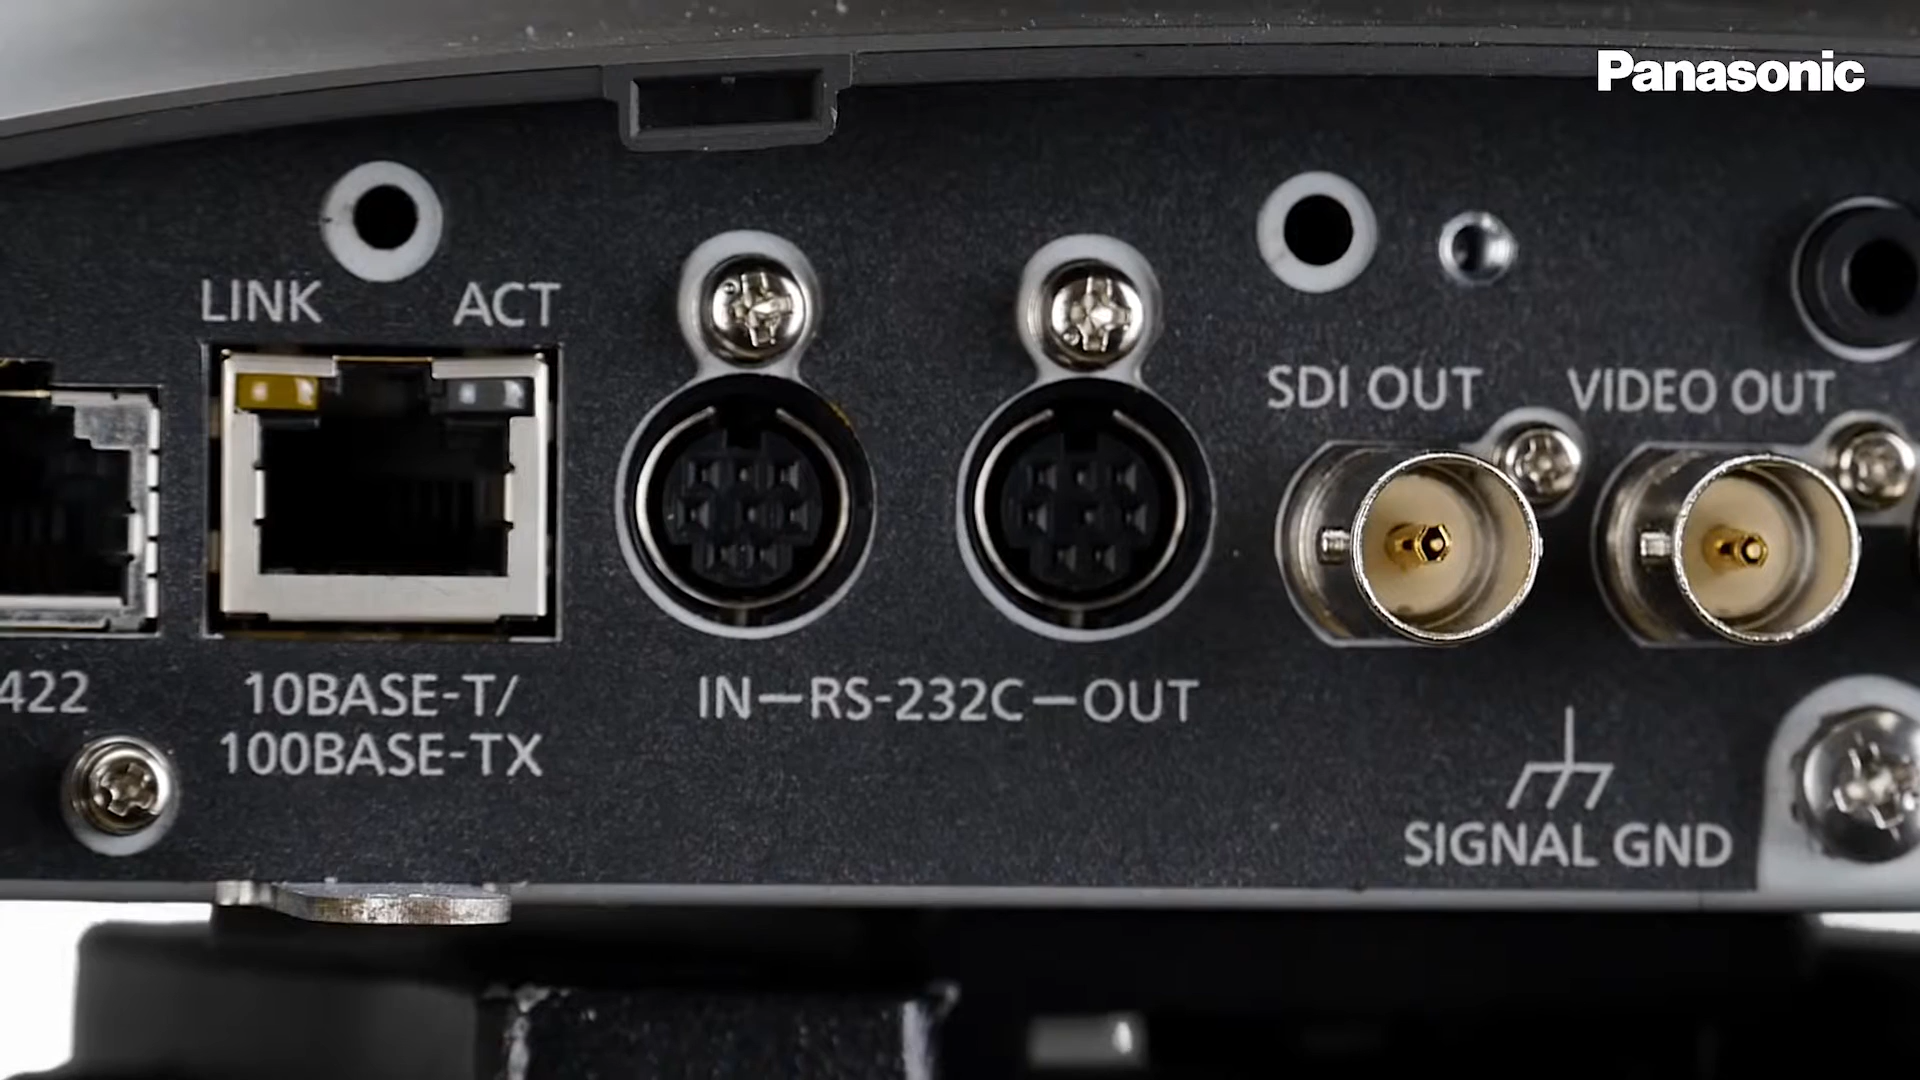 Panasonic
LINK ACT
SDI OUT VIDEO OUT
422
10BASE-T/
100BASE-TX
IN-RS-232C-OUT
SIGNAL GND